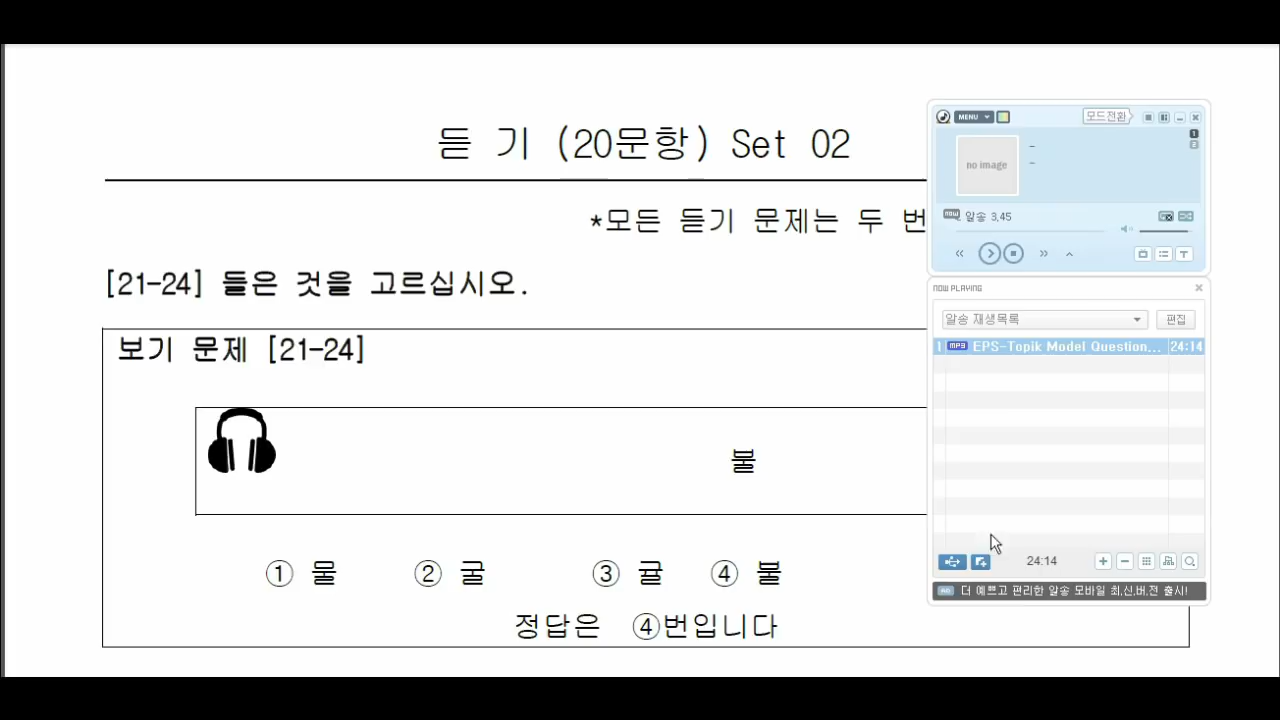 듣 기 (20문항) Set 02
*모든 듣기 문제는 두 번
[21-24] 들은 것을 고르십시오.
보기 문제 [21-24]
불
① 물 ② 굴 ③ 귤 ④ 불
정답은 ④번입니다
MENU 모드전환
no image
알송 3.45
NOW PLAYING
알송 재생목록 편집
1 MP3 EPS-Topik Model Question... 24:14
24:14
AD 더 예쁘고 편리한 알송 모바일 최.신.버.전 출시!